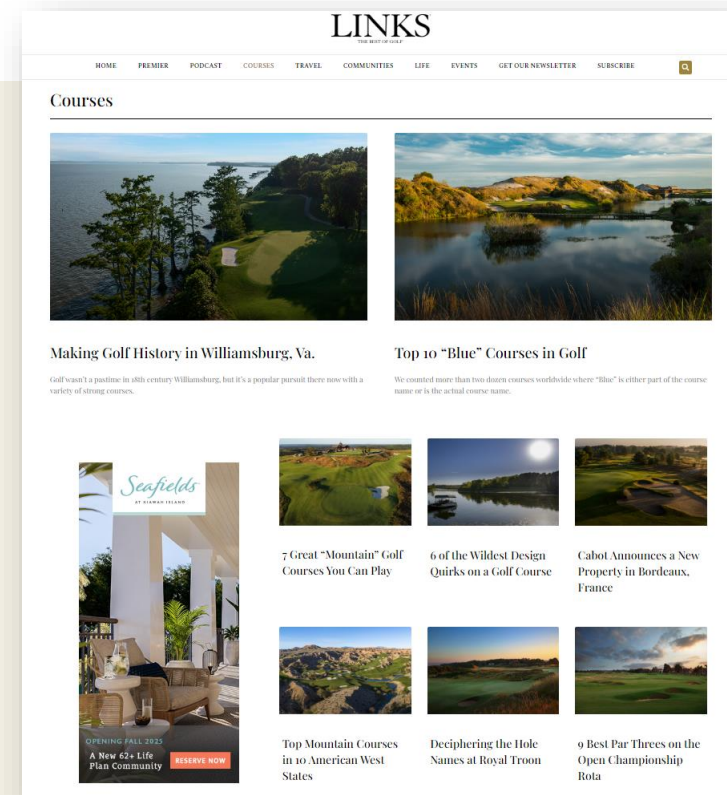 LINKS
THE BEST OF GOLF
HOME PREMIER PODCAST COURSES TRAVEL COMMUNITIES LIFE EVENTS GET OUR NEWSLETTER SUBSCRIBE
Courses
Making Golf History in Williamsburg, Va.
Golf wasn't a pastime in 18th century Williamsburg, but it's a popular pursuit there now with a
variety of strong courses.
Top 10 “Blue” Courses in Golf
We counted more than two dozen courses worldwide where “Blue” is either part of the course
name or is the actual course name.
Seafields
AT KIAWAH ISLAND
OPENING FALL 2025
A New 62+ Life
Plan Community
RESERVE NOW
7 Great “Mountain” Golf
Courses You Can Play
6 of the Wildest Design
Quirks on a Golf Course
Cabot Announces a New
Property in Bordeaux,
France
Top Mountain Courses
in 10 American West
States
Deciphering the Hole
Names at Royal Troon
9 Best Par Threes on the
Open Championship
Rota